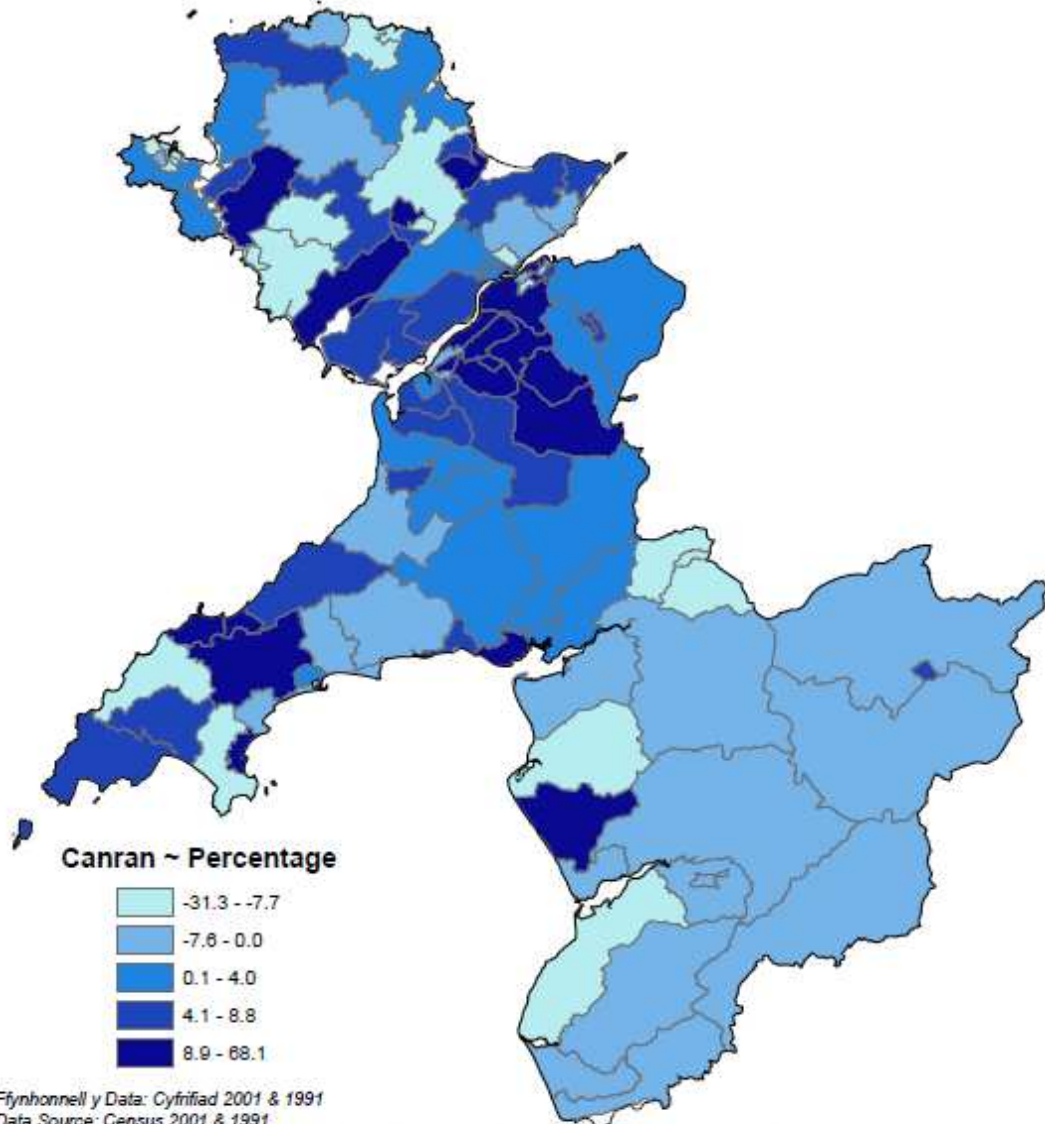 Canran ~ Percentage
-31.3 - -7.7
-7.6 - 0.0
0.1 - 4.0
4.1 - 8.8
8.9 - 68.1
Ffynhonnell y Data: Cyfrifiad 2001 & 1991
Data Source: Census 2001 & 1991